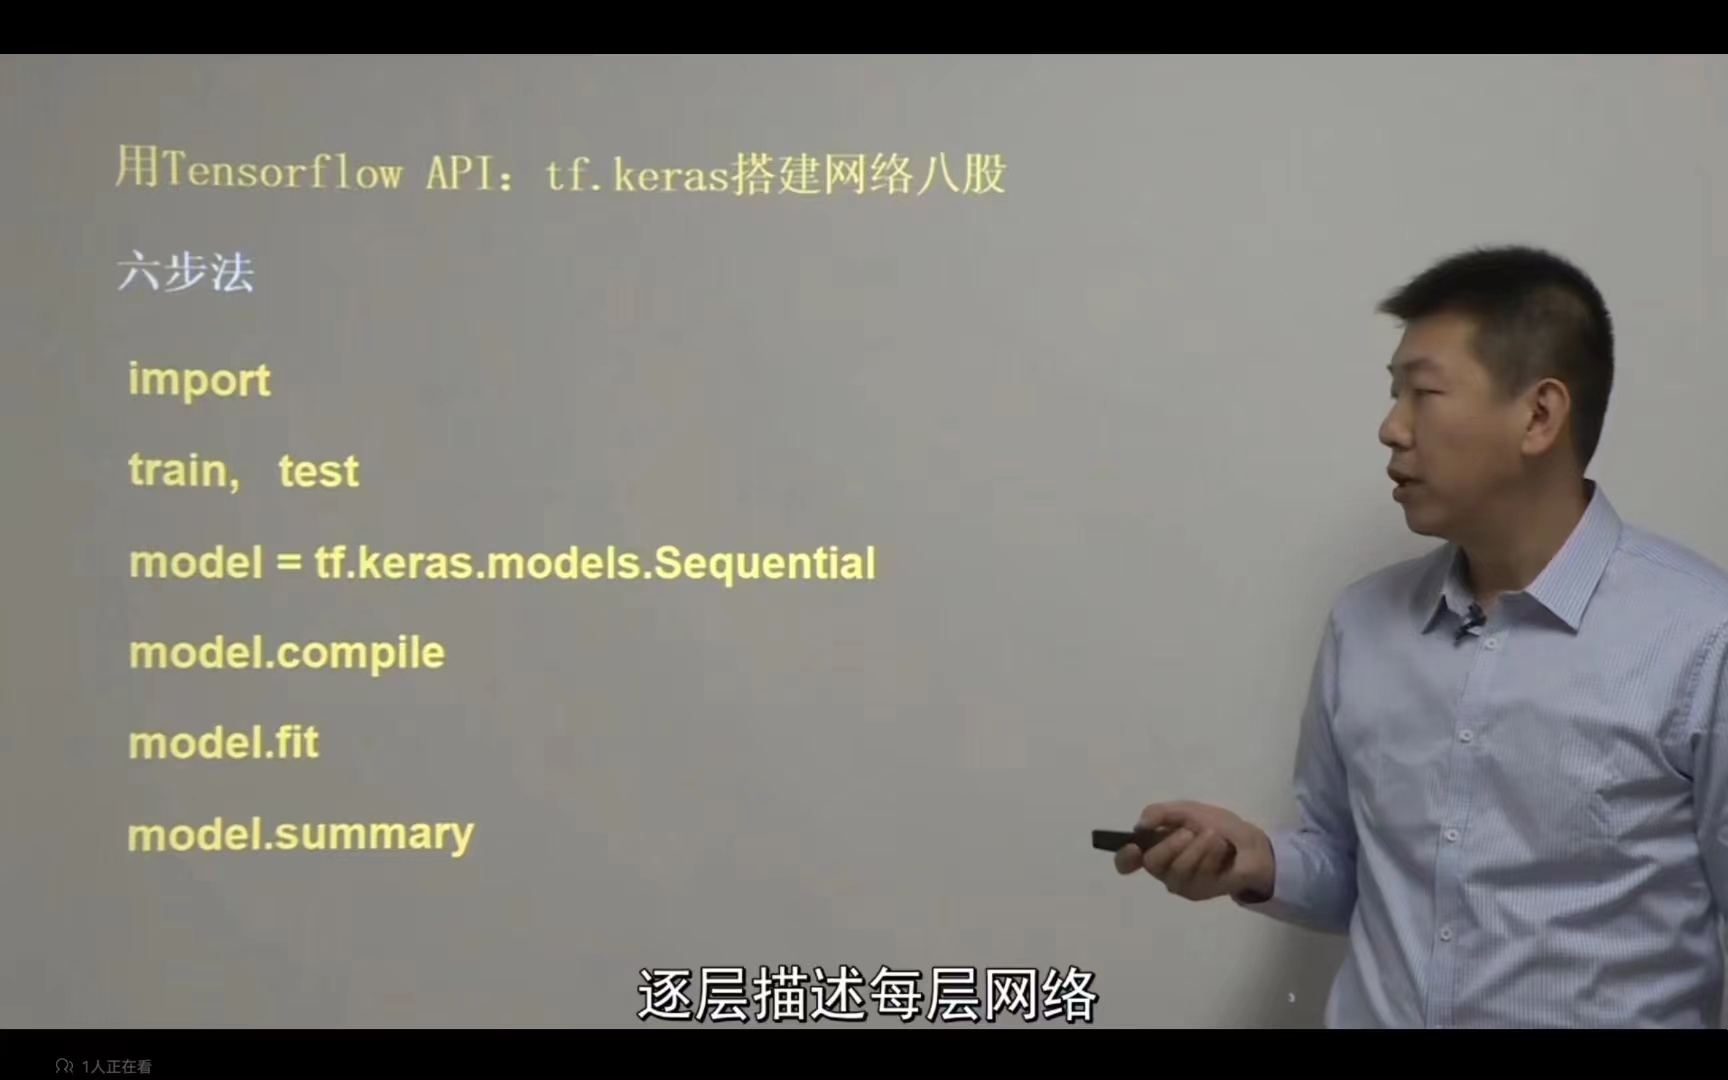 用Tensorflow API：tf.keras搭建网络八股
六步法
import
train， test
model = tf.keras.models.Sequential
model.compile
model.fit
model.summary
逐层描述每层网络
1人正在看